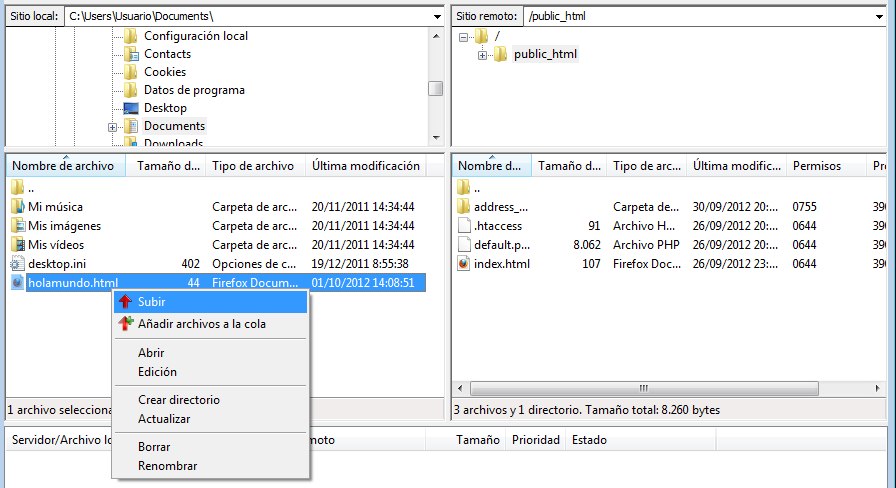 Sitio local: C:\Users\Usuario\Documents\
Configuración local
Contacts
Cookies
Datos de programa
Desktop
Documents
Downloads
Nombre de archivo Tamaño d... Tipo de archivo Última modificación
..
Mi música Carpeta de arc... 20/11/2011 14:34:44
Mis imágenes Carpeta de arc... 20/11/2011 14:34:44
Mis vídeos Carpeta de arc... 20/11/2011 14:34:44
desktop.ini 402 Opciones de c... 19/12/2011 8:55:38
holamundo.html 44 Firefox Docum... 01/10/2012 14:08:51
Subir
Añadir archivos a la cola
Abrir
Edición
Crear directorio
Actualizar
Borrar
Renombrar
1 archivo selecciona
Sitio remoto: /public_html
/
public_html
Nombre d... Tamaño d... Tipo de arc... Última modific... Permisos Pr
..
address_... Carpeta de... 30/09/2012 20:... 0755 390
.htaccess 91 Archivo H... 26/09/2012 20:... 0644 390
default.p... 8.062 Archivo PHP 26/09/2012 20:... 0644 390
index.html 107 Firefox Doc... 26/09/2012 23:... 0644 390
3 archivos y 1 directorio. Tamaño total: 8.260 bytes
Servidor/Archivo lo moto Tamaño Prioridad Estado